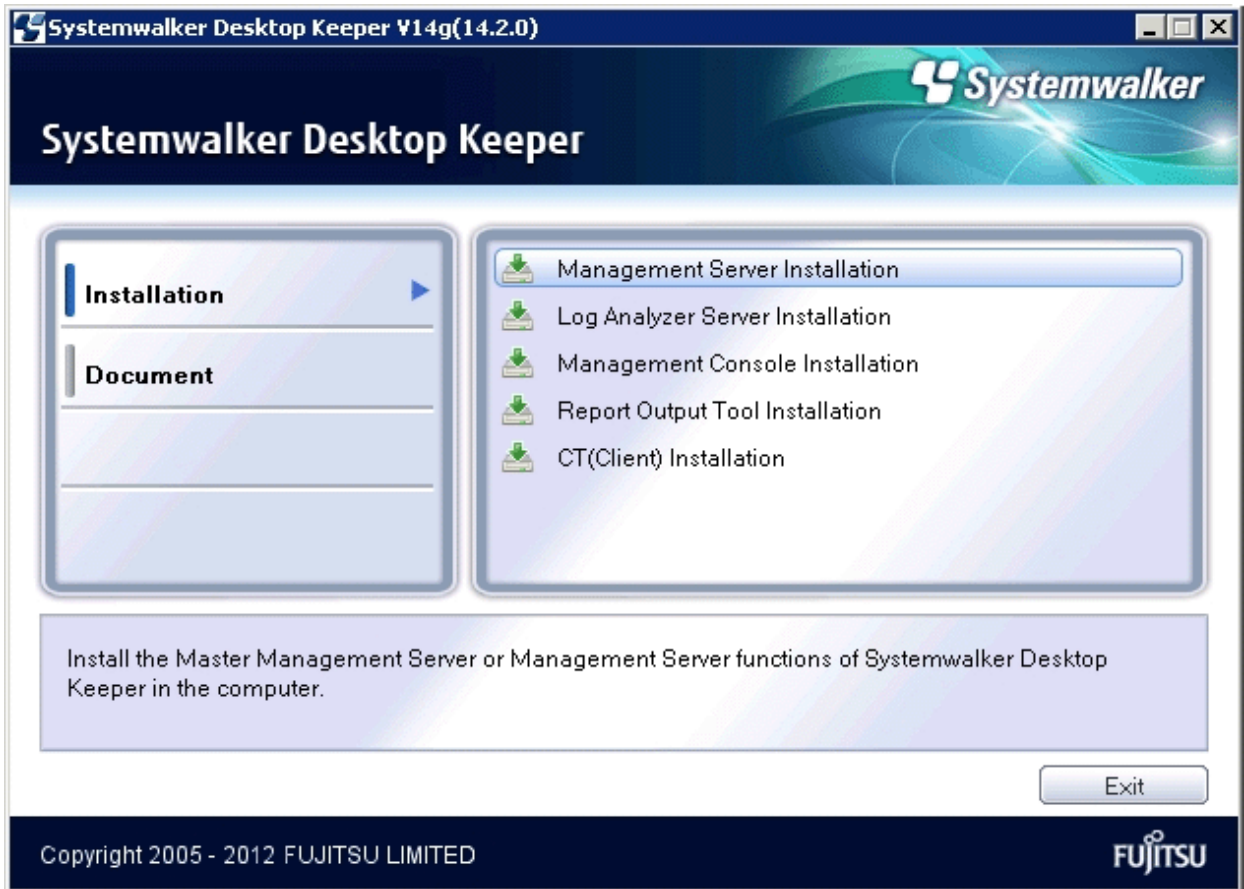 Systemwalker Desktop Keeper V14g(14.2.0)
Systemwalker
Systemwalker Desktop Keeper
Installation
Document
Management Server Installation
Log Analyzer Server Installation
Management Console Installation
Report Output Tool Installation
CT(Client) Installation
Install the Master Management Server or Management Server functions of Systemwalker Desktop
Keeper in the computer.
Exit
Copyright 2005 - 2012 FUJITSU LIMITED
FUJITSU